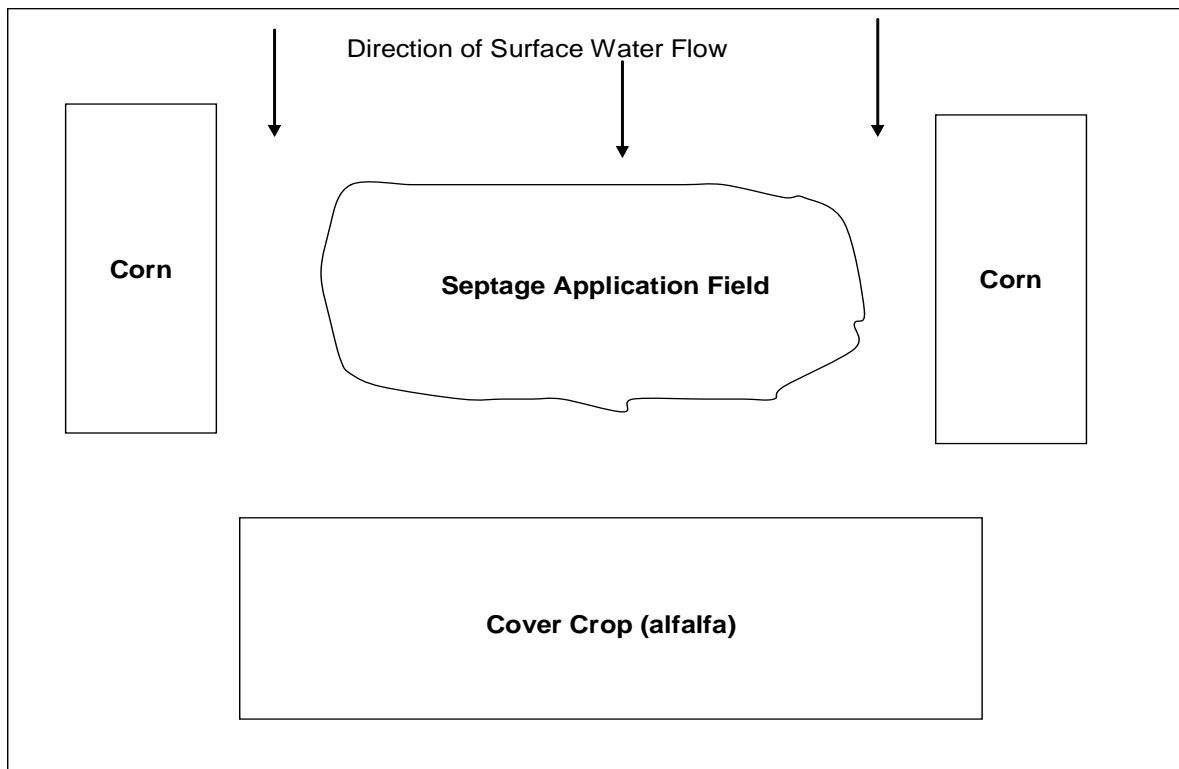 Direction of Surface Water Flow
Corn
Septage Application Field
Corn
Cover Crop (alfalfa)